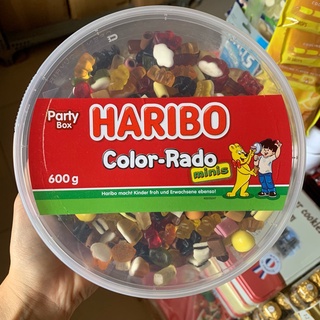 Party
Box
HARIBO
Color-Rado
minis
600 g
Haribo macht Kinder froh und Erwachsene ebenso!